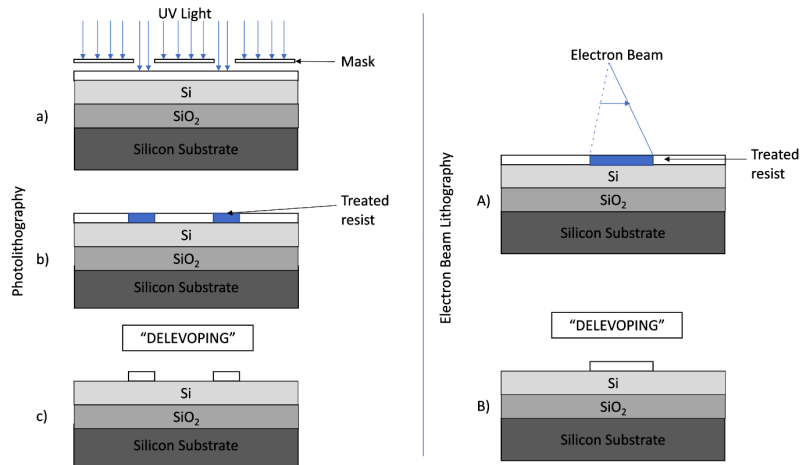 UV Light
Mask
Si
a)
SiO₂
Silicon Substrate
Photolithography
Treated
resist
Si
b)
SiO₂
Silicon Substrate
"DELEVOPING"
Si
c)
SiO₂
Silicon Substrate
Electron Beam Lithography
Electron Beam
Treated
resist
Si
A)
SiO₂
Silicon Substrate
"DELEVOPING"
Si
B)
SiO₂
Silicon Substrate